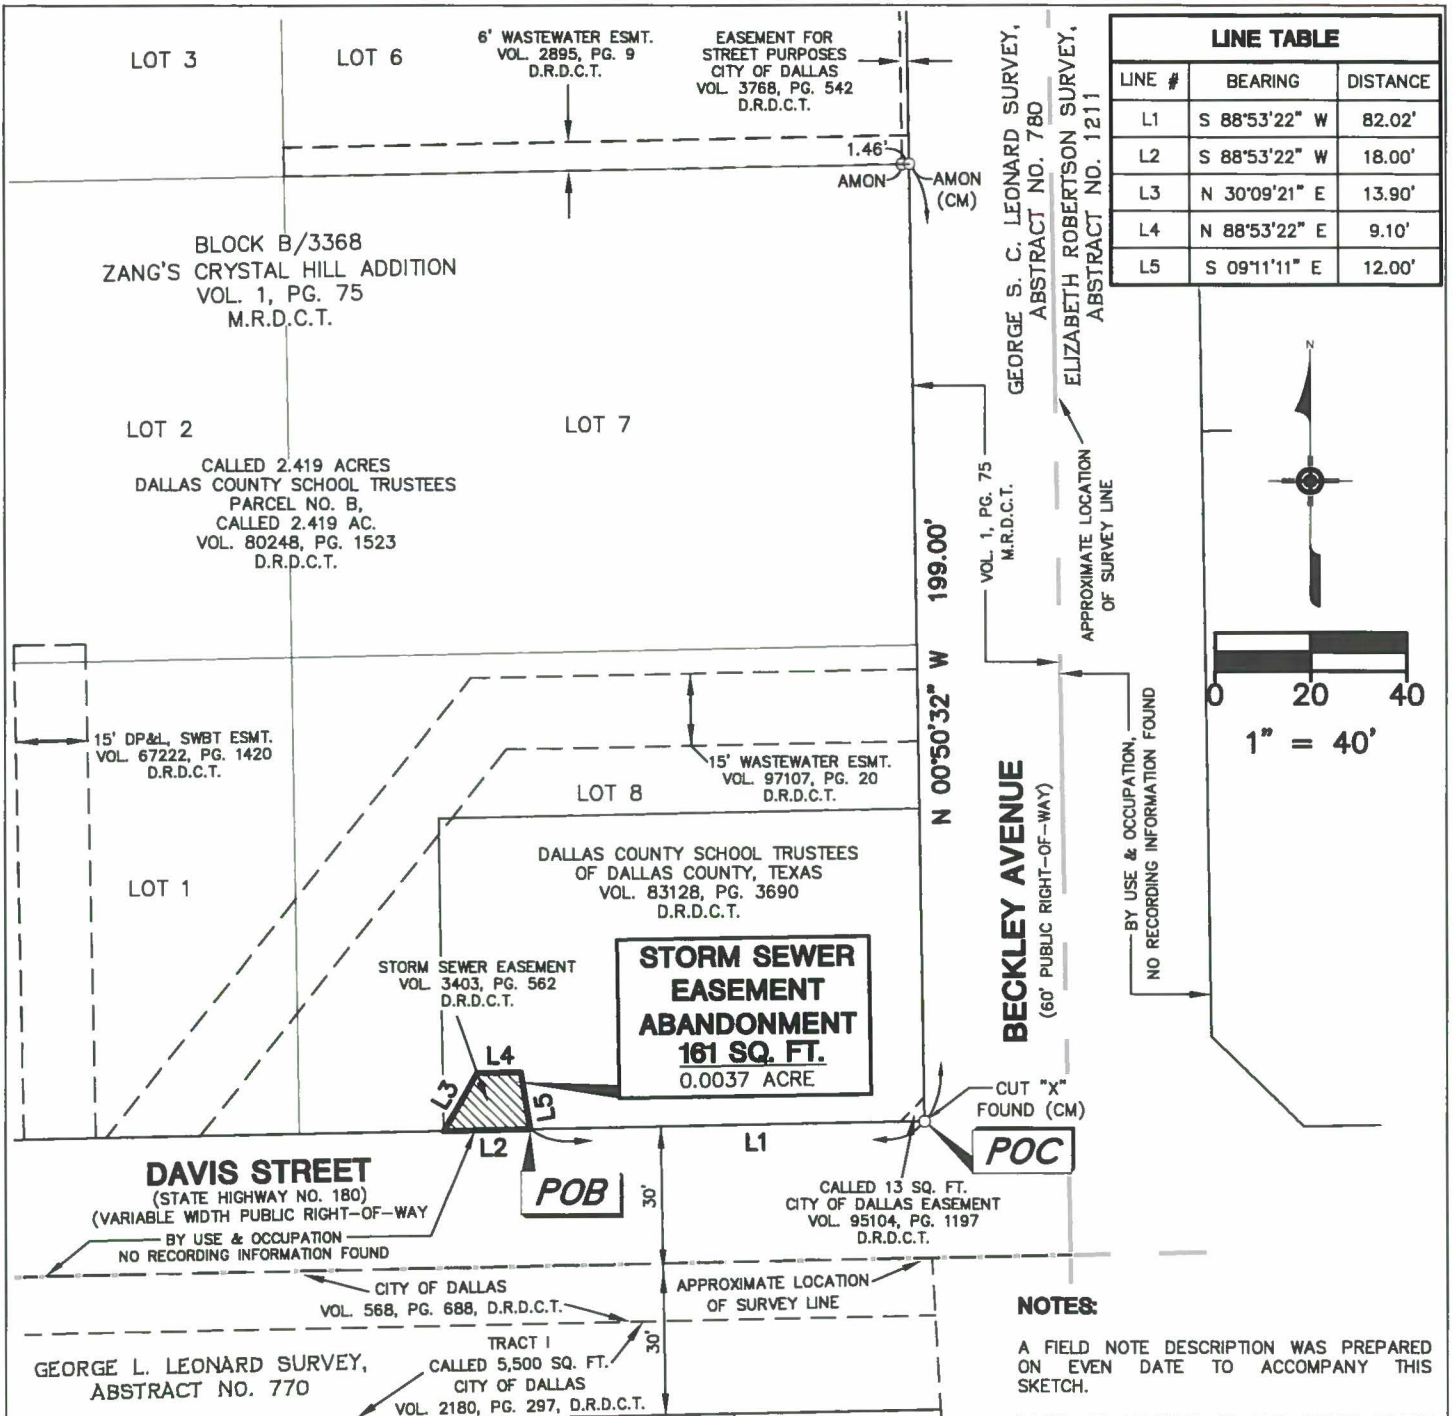 LOT 3
LOT 6
6' WASTEWATER ESMT.
VOL. 2895, PG. 9
D.R.D.C.T.
EASEMENT FOR
STREET PURPOSES
CITY OF DALLAS
VOL. 3768, PG. 542
D.R.D.C.T.
GEORGE S. C. LEONARD SURVEY,
ABSTRACT NO. 780
ELIZABETH ROBERTSON SURVEY,
ABSTRACT NO. 1211
LINE TABLE
LINE # BEARING DISTANCE
L1 S 88°53'22" W 82.02'
L2 S 88°53'22" W 18.00'
L3 N 30°09'21" E 13.90'
L4 N 88°53'22" E 9.10'
L5 S 09°11'11" E 12.00'
1.46'
AMON
AMON
(CM)
BLOCK B/3368
ZANG'S CRYSTAL HILL ADDITION
VOL. 1, PG. 75
M.R.D.C.T.
N
LOT 2
LOT 7
CALLED 2.419 ACRES
DALLAS COUNTY SCHOOL TRUSTEES
PARCEL NO. B,
CALLED 2.419 AC.
VOL. 80248, PG. 1523
D.R.D.C.T.
N 00°50'32" W 199.00'
VOL. 1, PG. 75
M.R.D.C.T.
APPROXIMATE LOCATION
OF SURVEY LINE
0 20 40
1" = 40'
15' DP&L, SWBT ESMT.
VOL. 67222, PG. 1420
D.R.D.C.T.
15' WASTEWATER ESMT.
VOL. 97107, PG. 20
D.R.D.C.T.
LOT 8
BECKLEY AVENUE
(60' PUBLIC RIGHT-OF-WAY)
BY USE & OCCUPATION,
NO RECORDING INFORMATION FOUND
LOT 1
DALLAS COUNTY SCHOOL TRUSTEES
OF DALLAS COUNTY, TEXAS
VOL. 83128, PG. 3690
D.R.D.C.T.
STORM SEWER EASEMENT
VOL. 3403, PG. 562
D.R.D.C.T.
STORM SEWER
EASEMENT
ABANDONMENT
161 SQ. FT.
0.0037 ACRE
L4
L3
L5
L2
L1
CUT "X"
FOUND (CM)
POC
POB
DAVIS STREET
(STATE HIGHWAY NO. 180)
(VARIABLE WIDTH PUBLIC RIGHT-OF-WAY
BY USE & OCCUPATION
NO RECORDING INFORMATION FOUND
30'
CALLED 13 SQ. FT.
CITY OF DALLAS EASEMENT
VOL. 95104, PG. 1197
D.R.D.C.T.
CITY OF DALLAS
VOL. 568, PG. 688, D.R.D.C.T.
APPROXIMATE LOCATION
OF SURVEY LINE
30'
TRACT I
CALLED 5,500 SQ. FT.
CITY OF DALLAS
VOL. 2180, PG. 297, D.R.D.C.T.
GEORGE L. LEONARD SURVEY,
ABSTRACT NO. 770
NOTES:
A FIELD NOTE DESCRIPTION WAS PREPARED
ON EVEN DATE TO ACCOMPANY THIS
SKETCH.